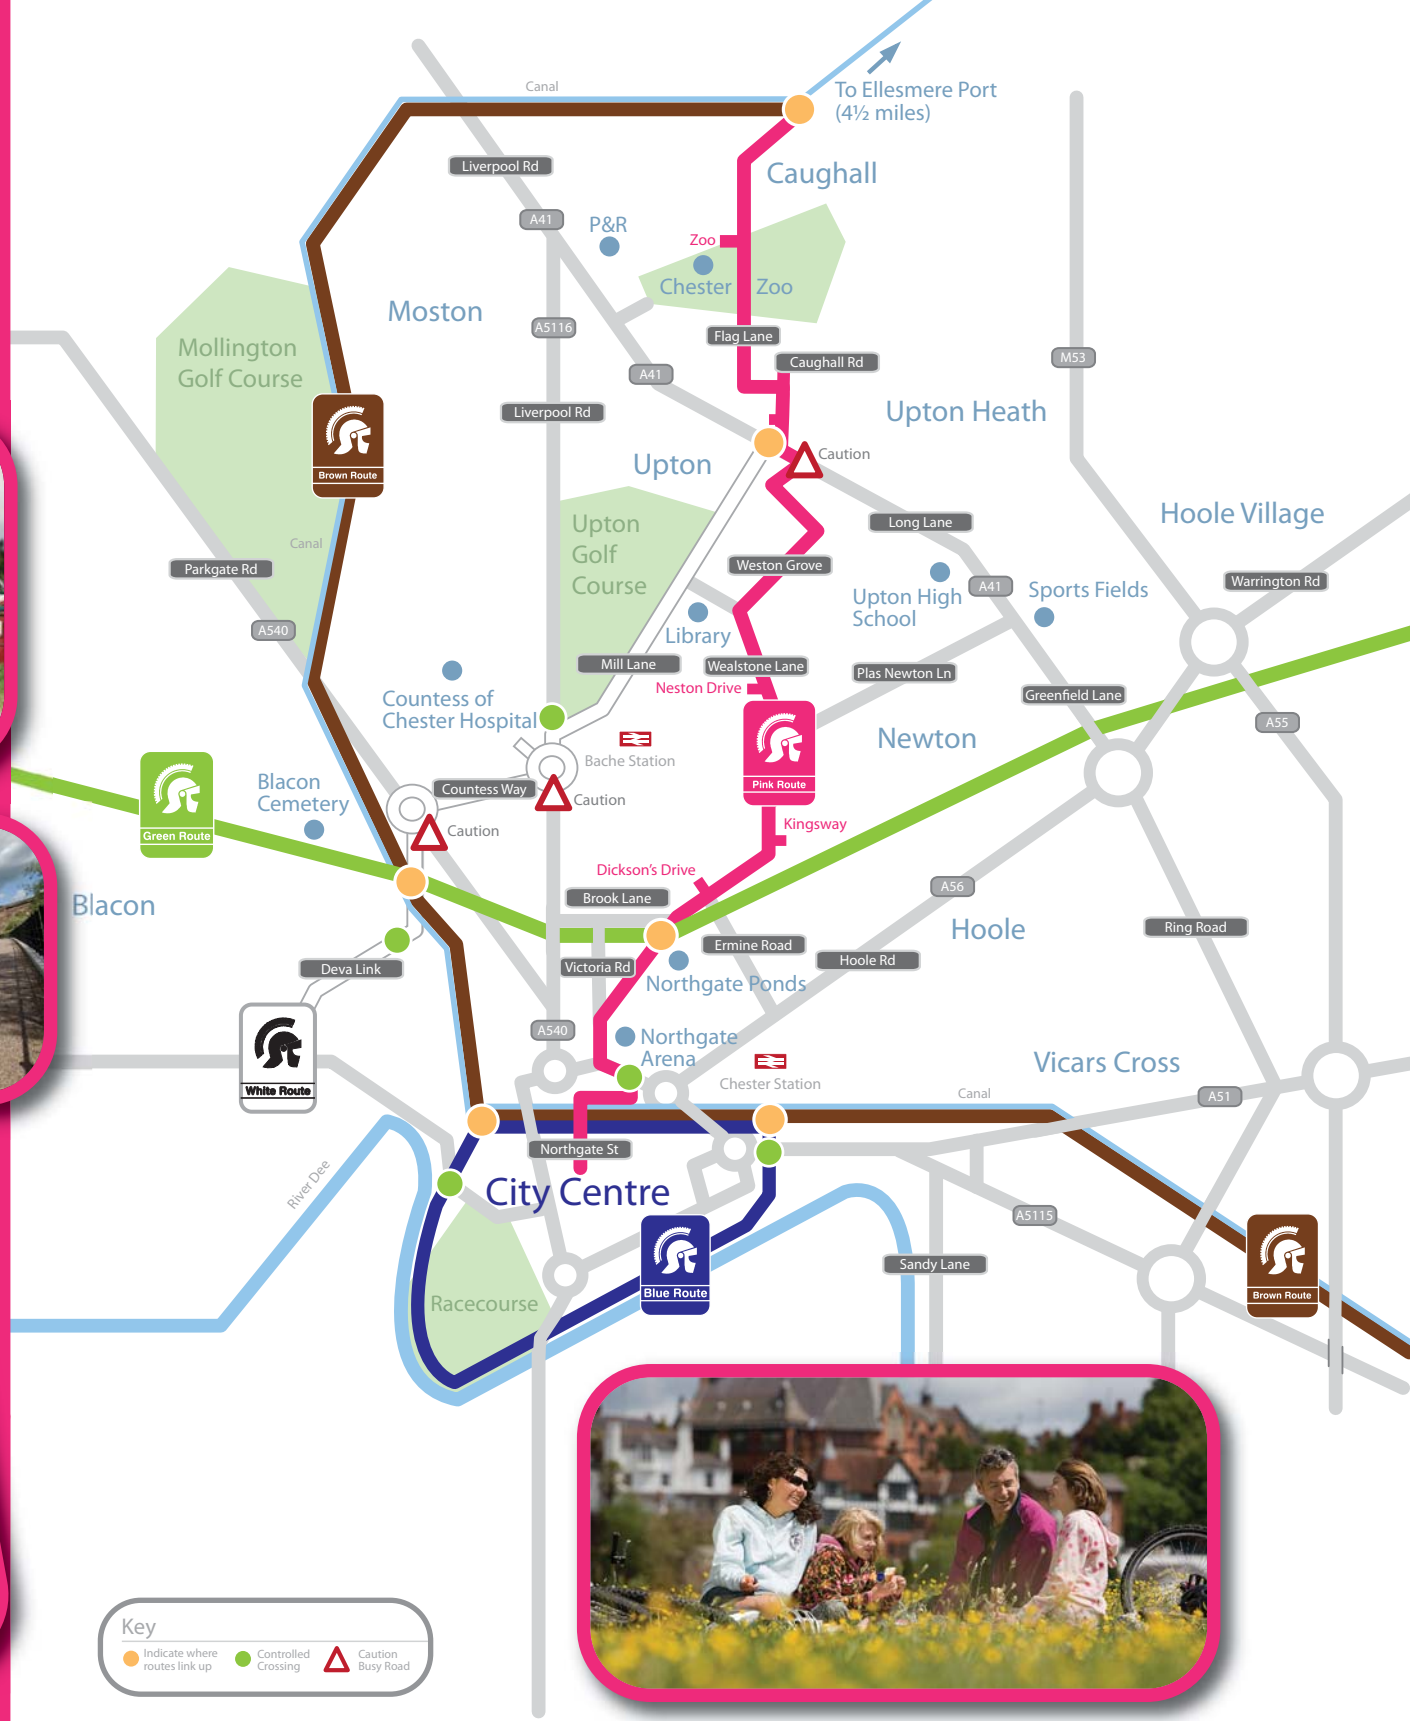 Canal
To Ellesmere Port
(4½ miles)
Liverpool Rd
Caughall
A41
P&R
Zoo
Chester Zoo
Moston
A5116
Flag Lane
Mollington
Golf Course
Caughall Rd
M53
A41
Liverpool Rd
Upton Heath
Brown Route
Upton
Caution
Hoole Village
Upton
Golf
Course
Long Lane
Canal
Parkgate Rd
Weston Grove
Warrington Rd
A41
Upton High
School
Sports Fields
A540
Library
Mill Lane
Wealstone Lane
Plas Newton Ln
Neston Drive
Greenfield Lane
Countess of
Chester Hospital
A55
Newton
Bache Station
Pink Route
Blacon
Cemetery
Countess Way
Caution
Green Route
Caution
Kingsway
Dickson's Drive
A56
Brook Lane
Blacon
Hoole
Ring Road
Ermine Road
Hoole Rd
Deva Link
Victoria Rd
Northgate Ponds
A540
Northgate
Arena
Vicars Cross
Chester Station
White Route
Canal
A51
Northgate St
River Dee
City Centre
A5115
Sandy Lane
Blue Route
Brown Route
Racecourse
Key
Indicate where
routes link up
Controlled
Crossing
Caution
Busy Road